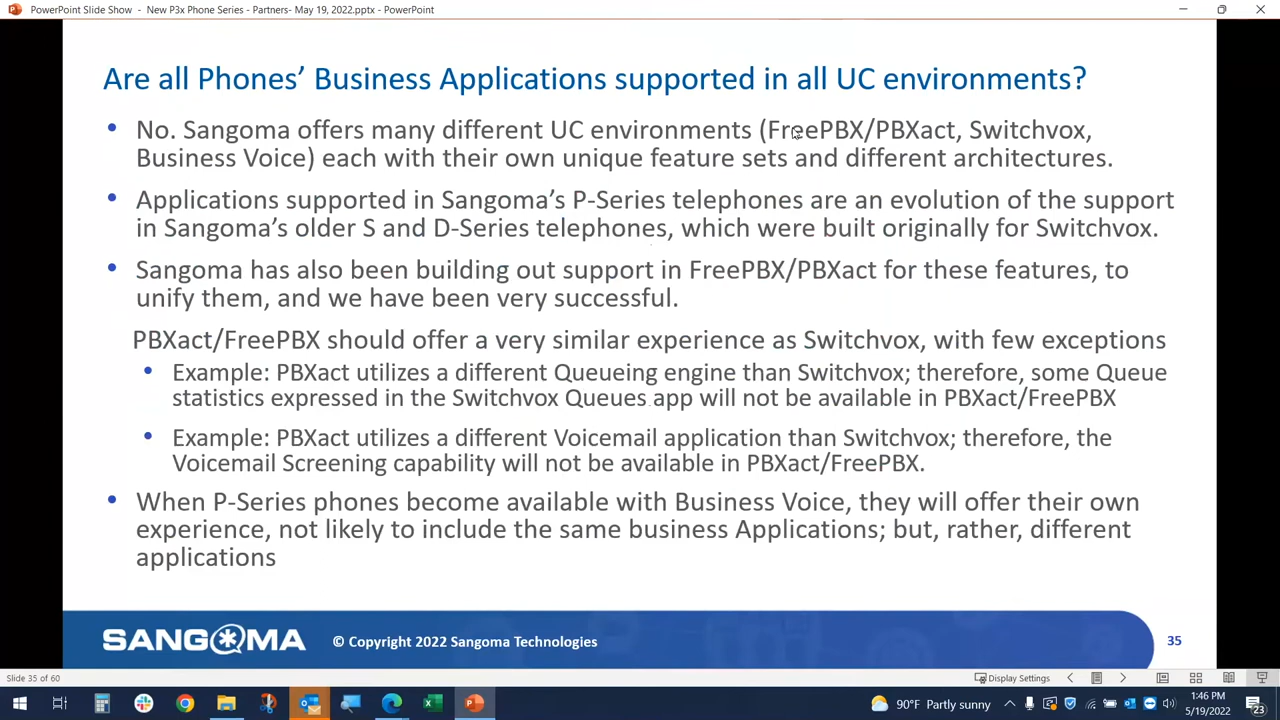 PowerPoint Slide Show - New P3x Phone Series - Partners- May 19, 2022.pptx - PowerPoint
Are all Phones’ Business Applications supported in all UC environments?
• No. Sangoma offers many different UC environments (FreePBX/PBXact, Switchvox,
Business Voice) each with their own unique feature sets and different architectures.
• Applications supported in Sangoma’s P-Series telephones are an evolution of the support
in Sangoma’s older S and D-Series telephones, which were built originally for Switchvox.
• Sangoma has also been building out support in FreePBX/PBXact for these features, to
unify them, and we have been very successful.
PBXact/FreePBX should offer a very similar experience as Switchvox, with few exceptions
• Example: PBXact utilizes a different Queueing engine than Switchvox; therefore, some Queue
statistics expressed in the Switchvox Queues app will not be available in PBXact/FreePBX
• Example: PBXact utilizes a different Voicemail application than Switchvox; therefore, the
Voicemail Screening capability will not be available in PBXact/FreePBX.
• When P-Series phones become available with Business Voice, they will offer their own
experience, not likely to include the same business Applications; but, rather, different
applications
SANGOMA © Copyright 2022 Sangoma Technologies 35
Slide 35 of 60 Display Settings
90°F Partly sunny 1:46 PM
5/19/2022 23